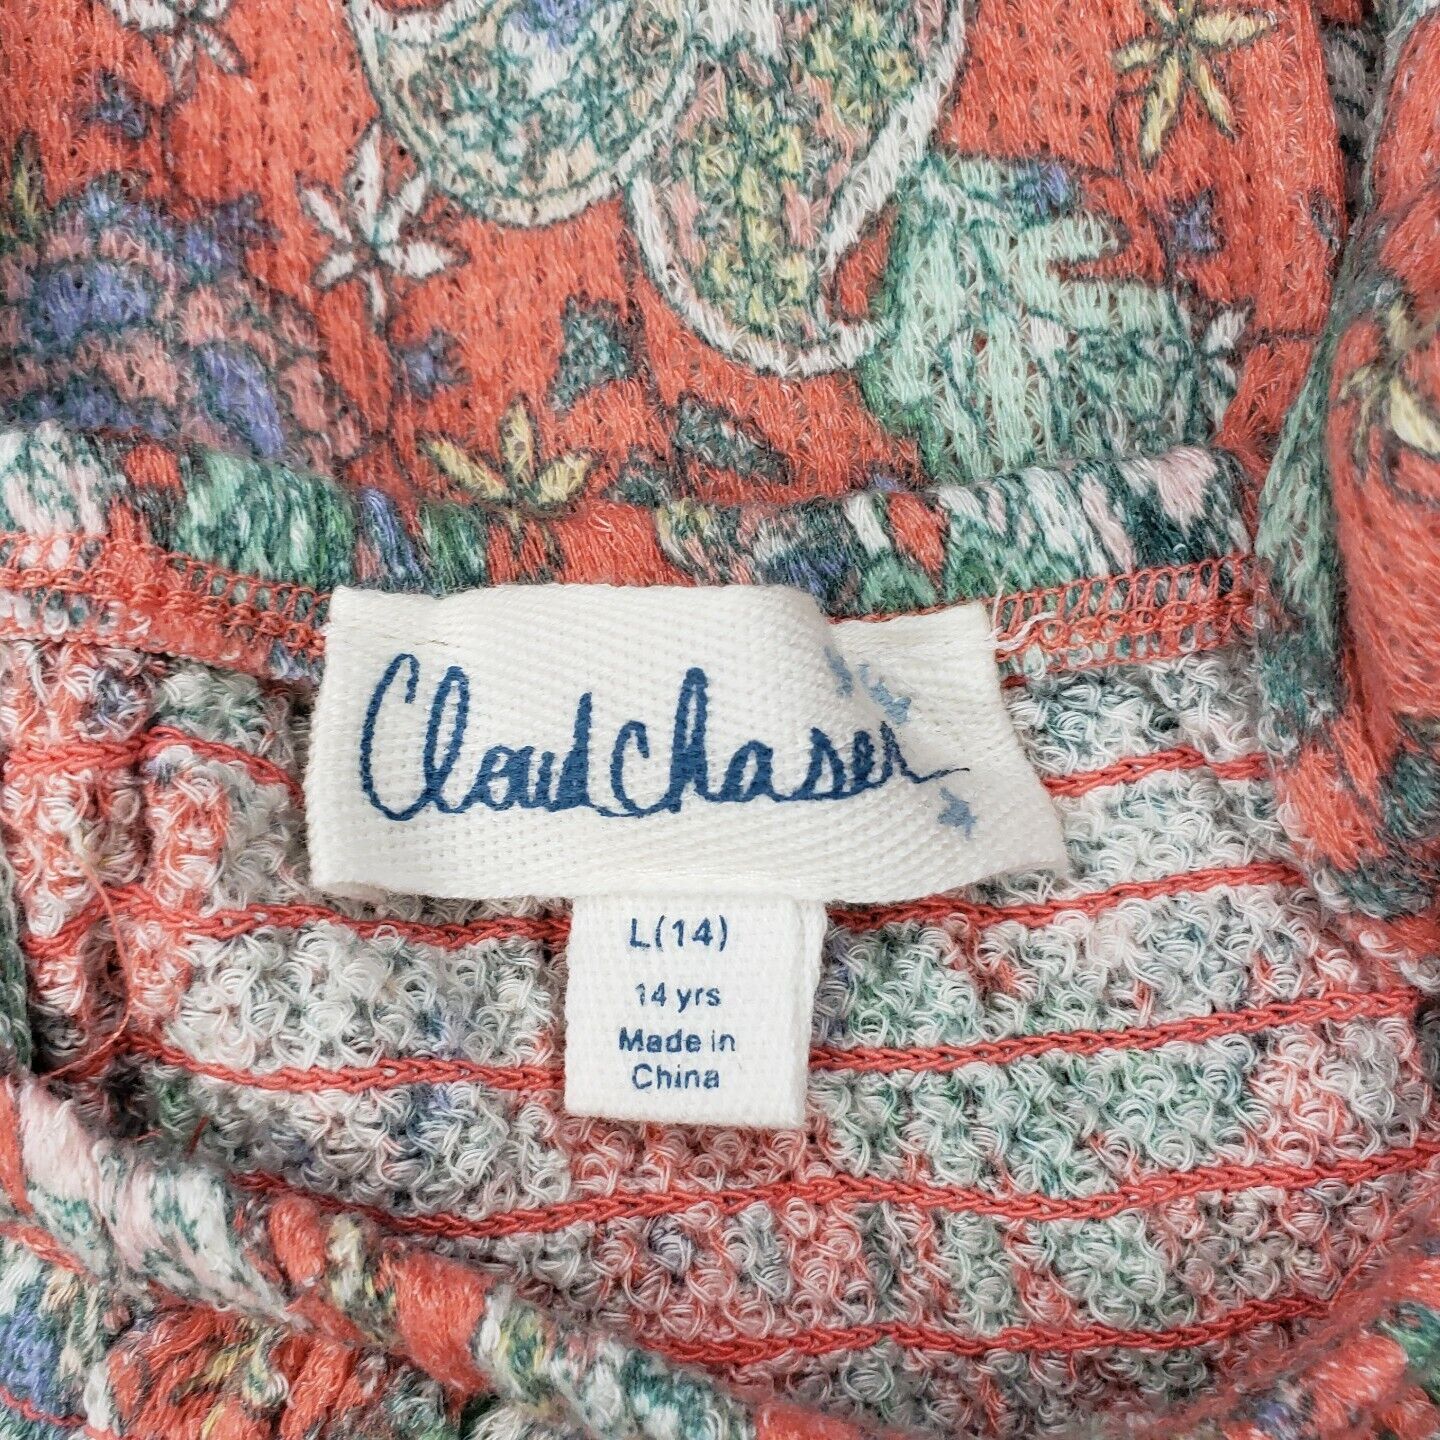 Cloud Chaser
L(14)
14 yrs
Made in
China